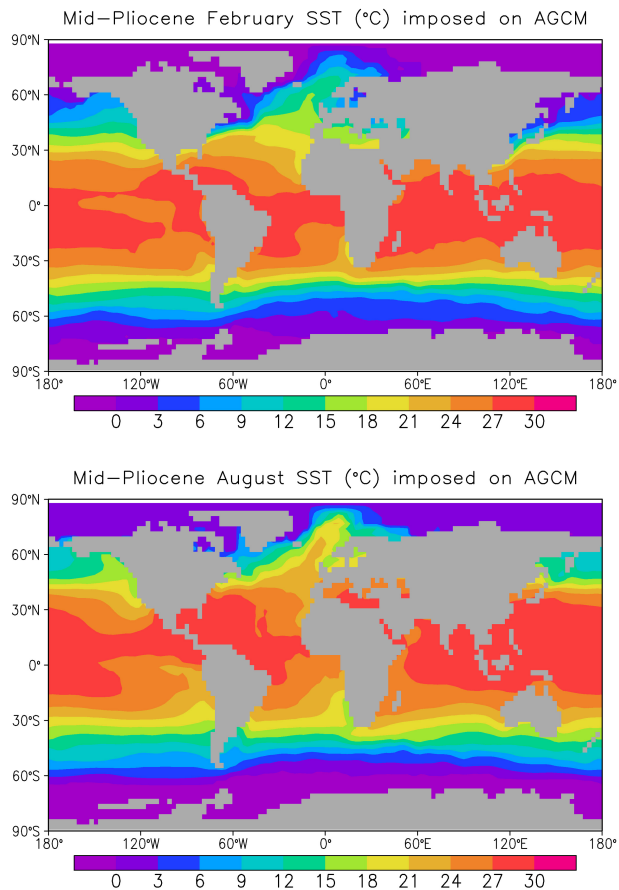 Mid-Pliocene February SST (°C) imposed on AGCM
90°N
60°N
30°N
0°
30°S
60°S
90°S
180° 120°W 60°W 0° 60°E 120°E 180°
0 3 6 9 12 15 18 21 24 27 30
Mid-Pliocene August SST (°C) imposed on AGCM
90°N
60°N
30°N
0°
30°S
60°S
90°S
180° 120°W 60°W 0° 60°E 120°E 180°
0 3 6 9 12 15 18 21 24 27 30